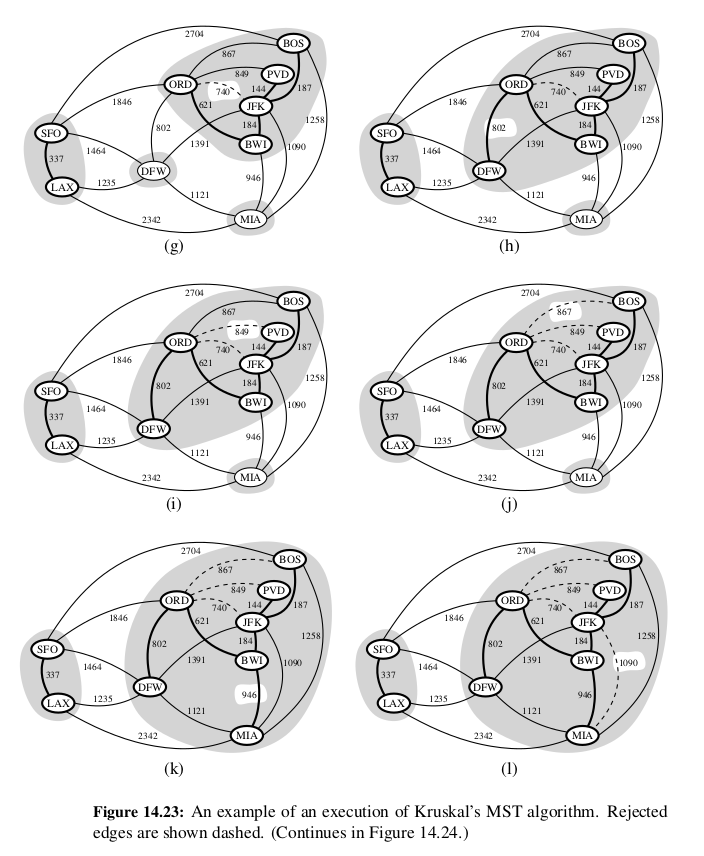 2704
BOS
867
849 PVD
ORD 740 144 187
1846 621 JFK
1258
SFO 802 184
1464 1391 BWI
337 DFW 1090
LAX 1235 946
1121
2342 MIA
(g)
2704
BOS
867
849 PVD
ORD 740 144 187
1846 621 JFK
1258
SFO 802 184
1464 1391 BWI
337 DFW 1090
LAX 1235 946
1121
2342 MIA
(h)
2704
BOS
867
849 PVD
ORD 740 144 187
1846 621 JFK
1258
SFO 802 184
1464 1391 BWI
337 DFW 1090
LAX 1235 946
1121
2342 MIA
(i)
2704
BOS
867
849 PVD
ORD 740 144 187
1846 621 JFK
1258
SFO 802 184
1464 1391 BWI
337 DFW 1090
LAX 1235 946
1121
2342 MIA
(j)
2704
BOS
867
849 PVD
ORD 740 144 187
1846 621 JFK
1258
SFO 802 184
1464 1391 BWI
337 DFW 1090
LAX 1235 946
1121
2342 MIA
(k)
2704
BOS
867
849 PVD
ORD 740 144 187
1846 621 JFK
1258
SFO 802 184
1464 1391 BWI
337 DFW 1090
LAX 1235 946
1121
2342 MIA
(l)
Figure 14.23: An example of an execution of Kruskal's MST algorithm. Rejected
edges are shown dashed. (Continues in Figure 14.24.)